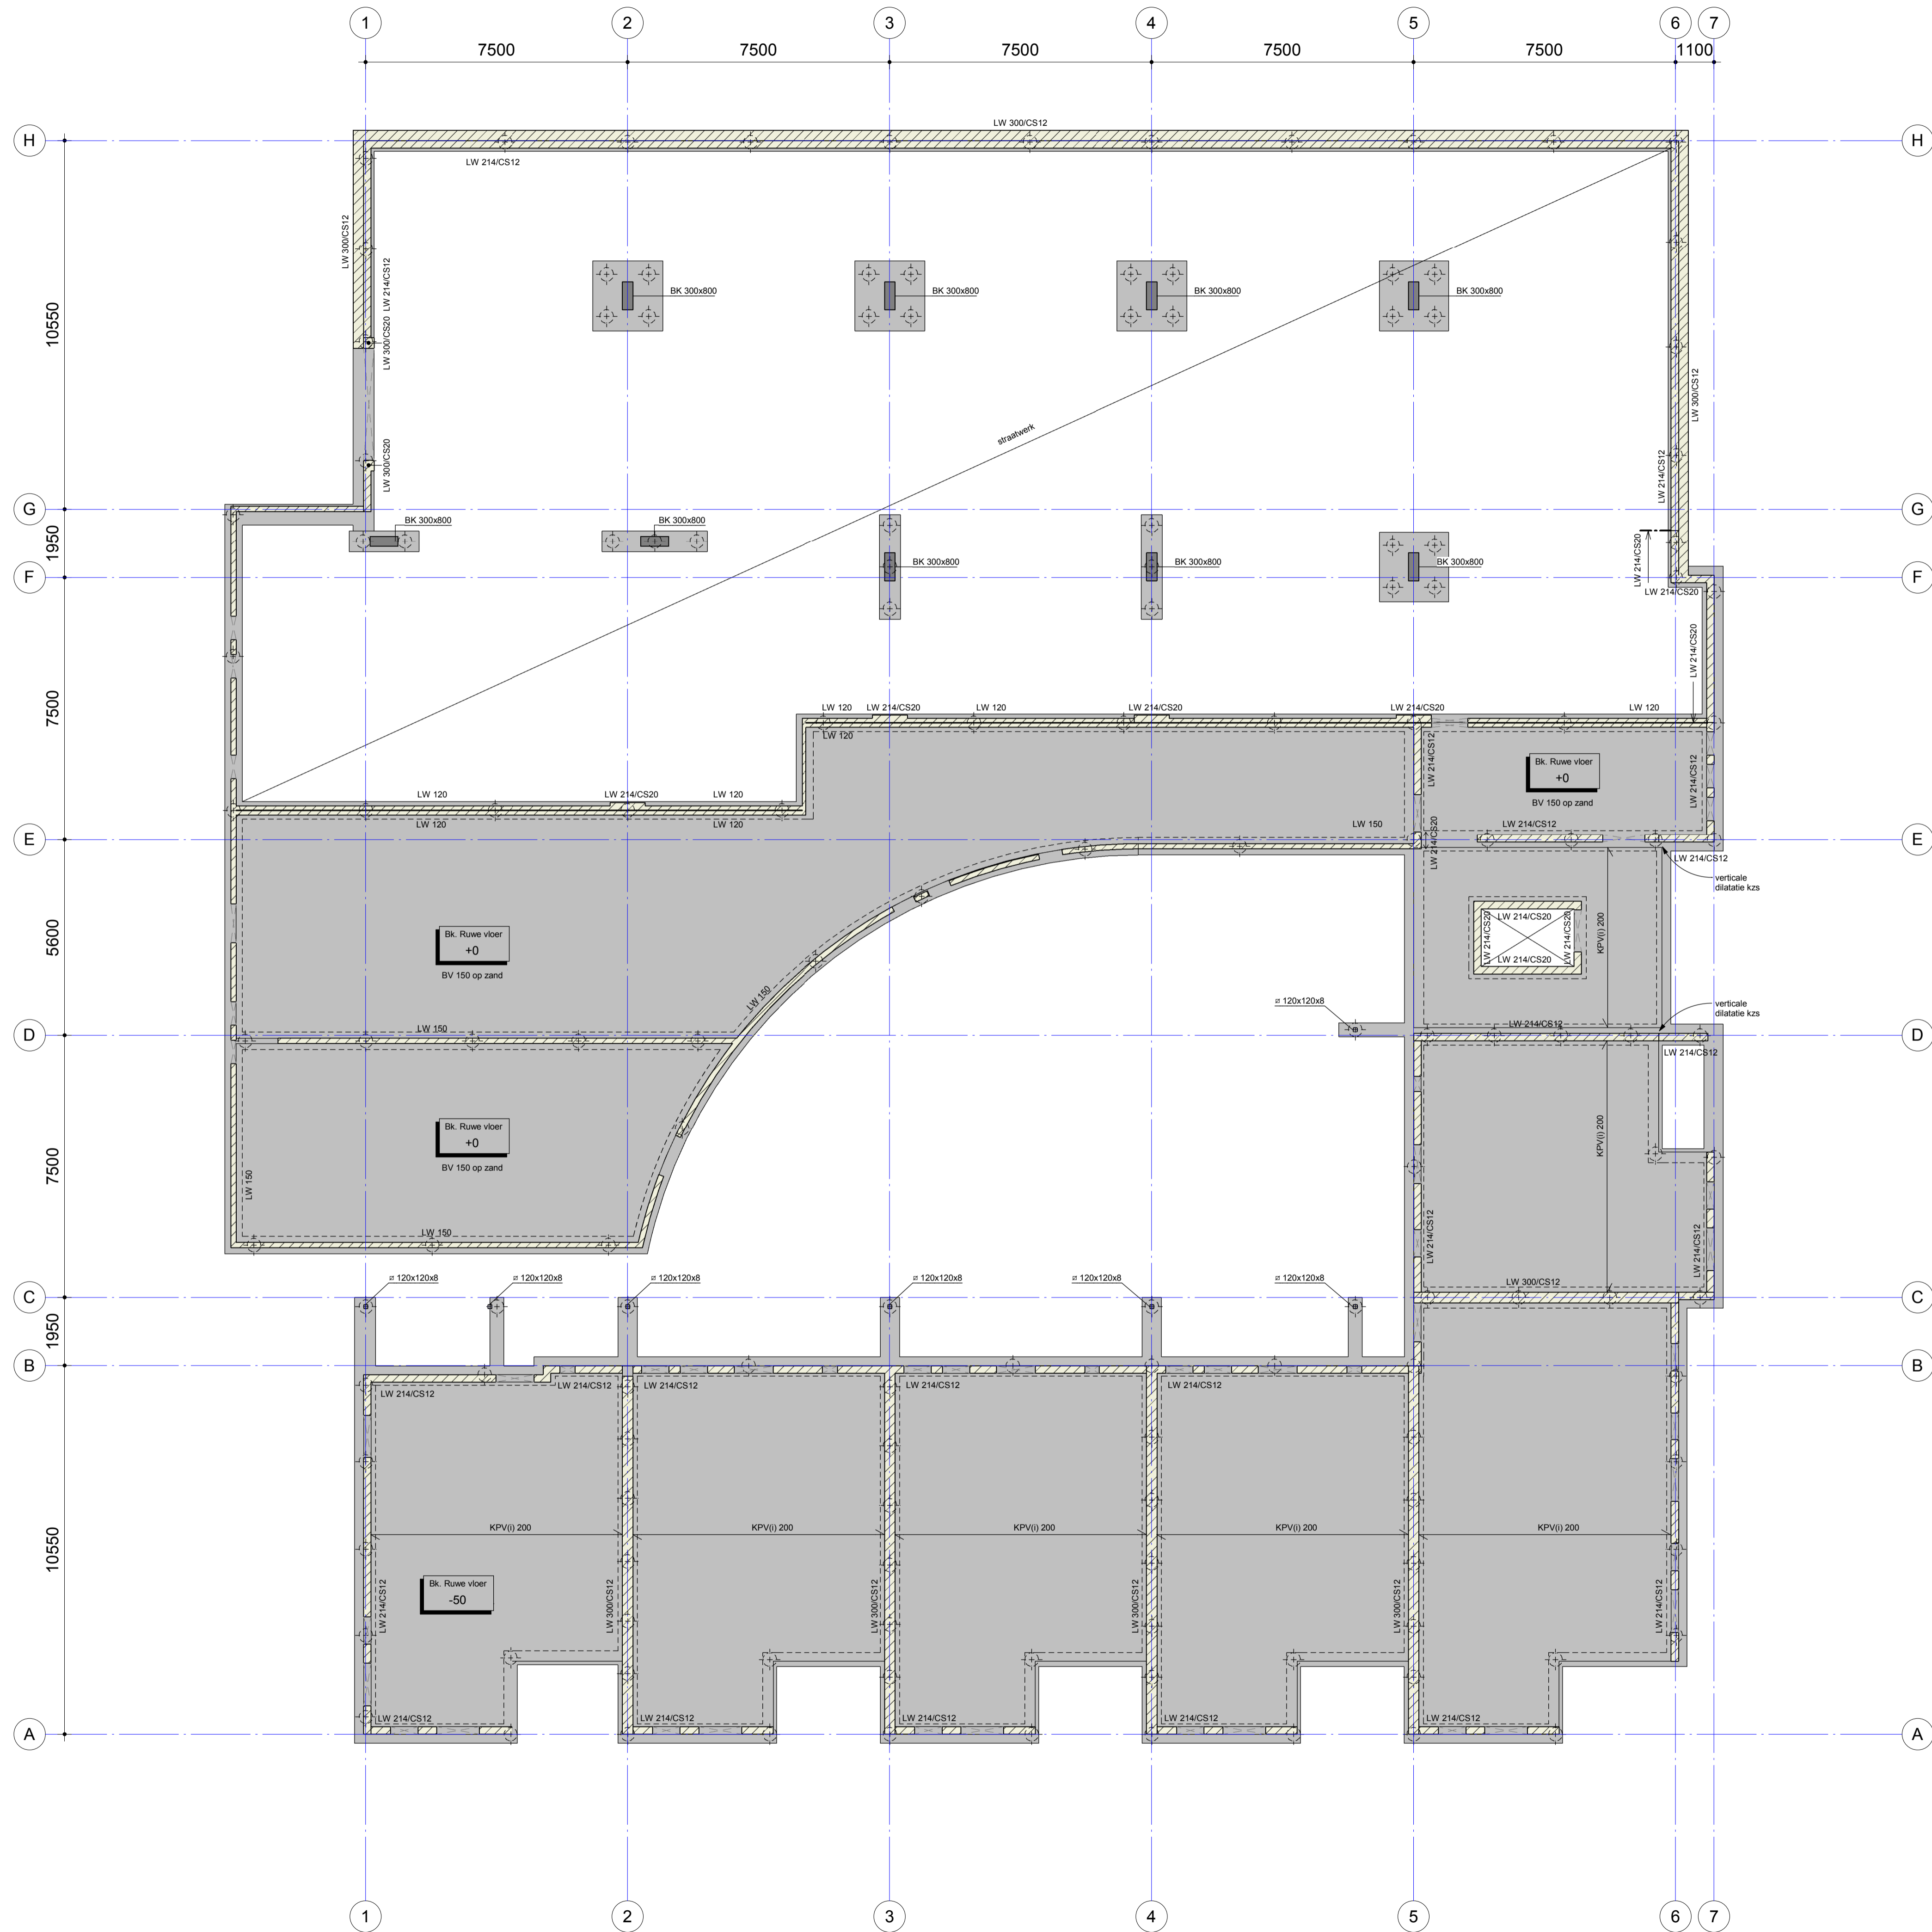 1 2 3 4 5 6 7
7500 7500 7500 7500 7500 1100
LW 300/CS12
H H
LW 214/CS12
LW 300/CS12
LW 214/CS12
BK 300x800 BK 300x800 BK 300x800 BK 300x800
10550
LW 300/CS20
LW 300/CS12
straatwerk
LW 300/CS20
LW 214/CS12
G G
BK 300x800 BK 300x800
1950
LW 214/CS20
BK 300x800 BK 300x800 BK 300x800
F F
LW 214/CS20
LW 214/CS20
7500
LW 120 LW 214/CS20 LW 120 LW 214/CS20 LW 214/CS20 LW 120
LW 120
LW 214/CS12
Bk. Ruwe vloer
+0
BV 150 op zand
LW 214/CS12
LW 120 LW 214/CS20 LW 120
LW 120 LW 120
LW 150
LW 214/CS12
E E
LW 214/CS20
LW 214/CS12
verticale
dilatatie kzs
LW 214/CS20
LW 214/CS20
LW 214/CS20
LW 214/CS20
KPV(i) 200
5600
Bk. Ruwe vloer
+0
BV 150 op zand
LW 150
⌑ 120x120x8
verticale
dilatatie kzs
LW 150
LW 214/CS12
D D
LW 214/CS12
Bk. Ruwe vloer
+0
BV 150 op zand
KPV(i) 200
7500
LW 150
LW 150
LW 214/CS12
LW 214/CS12
⌑ 120x120x8 ⌑ 120x120x8 ⌑ 120x120x8 ⌑ 120x120x8 ⌑ 120x120x8 ⌑ 120x120x8
LW 300/CS12
C C
1950
B B
LW 214/CS12 LW 214/CS12 LW 214/CS12 LW 214/CS12 LW 214/CS12
KPV(i) 200 KPV(i) 200 KPV(i) 200 KPV(i) 200 KPV(i) 200
10550
Bk. Ruwe vloer
-50
LW 214/CS12
LW 300/CS12
LW 300/CS12
LW 300/CS12
LW 300/CS12
LW 214/CS12
LW 214/CS12 LW 214/CS12 LW 214/CS12 LW 214/CS12 LW 214/CS12
A A
1 2 3 4 5 6 7